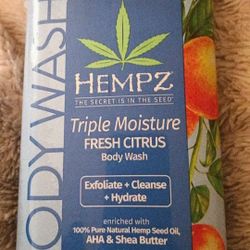 BODY WASH
HEMPZ
THE SECRET IS IN THE SEED
Triple Moisture
FRESH CITRUS
Body Wash
Exfoliate + Cleanse
+ Hydrate
enriched with
100% Pure Natural Hemp Seed Oil,
AHA & Shea Butter